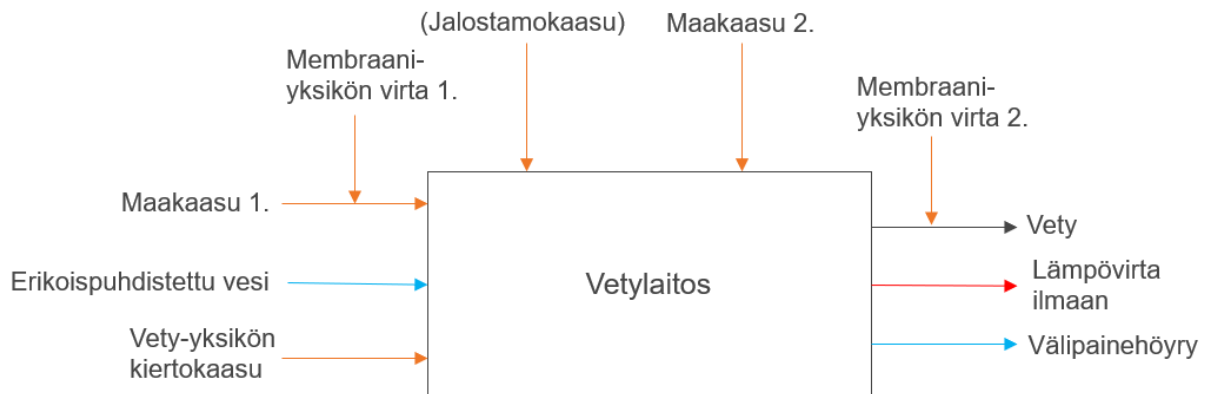 (Jalostamokaasu)
Maakaasu 2.
Membraani-
yksikön virta 1.
Membraani-
yksikön virta 2.
Maakaasu 1.
Vety
Erikoispuhdistettu vesi
Vetylaitos
Lämpövirta
ilmaan
Vety-yksikön
kiertokaasu
Välipainehöyry